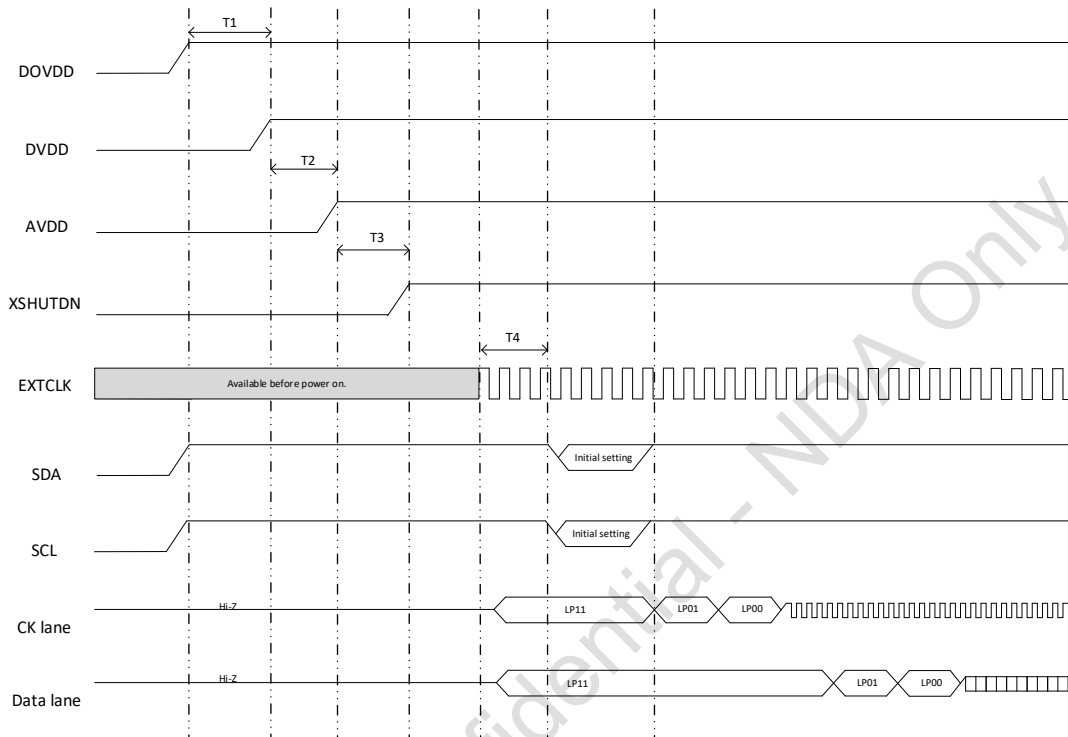 T1
DOVDD
DVDD
T2
AVDD
T3
XSHUTDN
T4
EXTCLK
Available before power on.
SDA
Initial setting
SCL
Initial setting
Hi-Z
LP11
LP01
LP00
CK lane
Hi-Z
LP11
LP01
LP00
Data lane
fidential - NDA Only